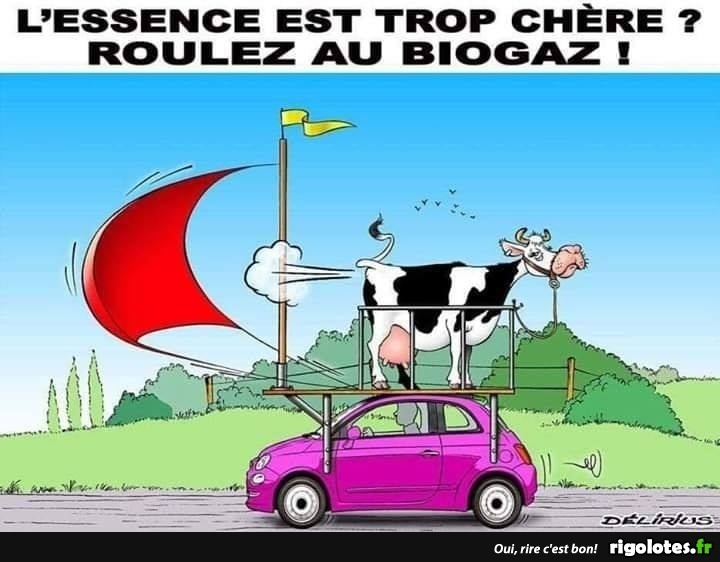 L'ESSENCE EST TROP CHÈRE ?
ROULEZ AU BIOGAZ !
DÉLIRIUS
Oui, rire c'est bon! rigolotes.fr